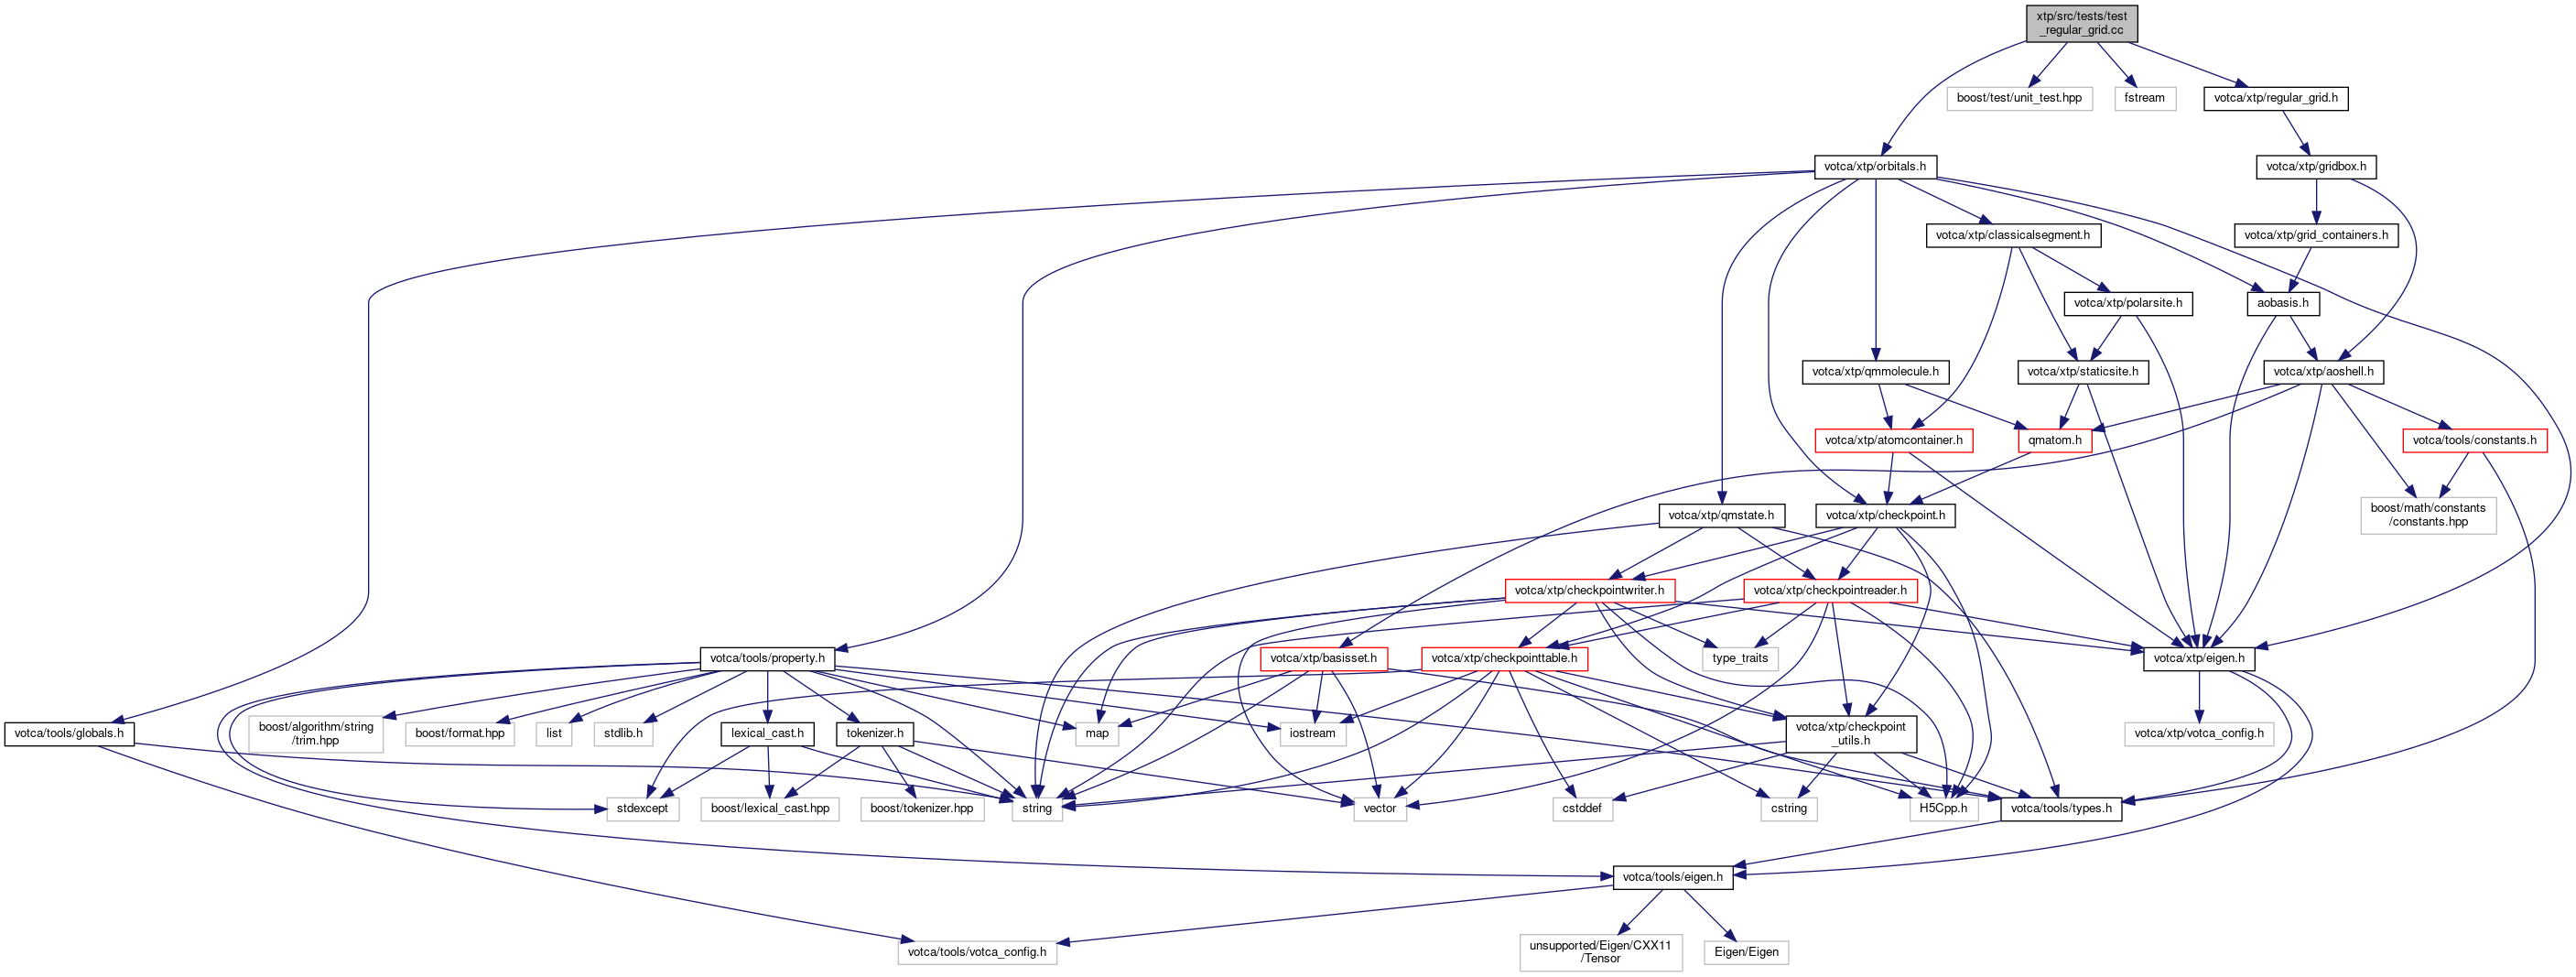 xtp/src/tests/test
_regular_grid.cc
boost/test/unit_test.hpp
fstream
votca/xtp/regular_grid.h
votca/xtp/orbitals.h
votca/xtp/gridbox.h
votca/xtp/classicalsegment.h
votca/xtp/grid_containers.h
votca/xtp/polarsite.h
aobasis.h
votca/xtp/qmmolecule.h
votca/xtp/staticsite.h
votca/xtp/aoshell.h
votca/xtp/atomcontainer.h
qmatom.h
votca/tools/constants.h
votca/xtp/qmstate.h
votca/xtp/checkpoint.h
boost/math/constants
/constants.hpp
votca/xtp/checkpointwriter.h
votca/xtp/checkpointreader.h
votca/tools/property.h
votca/xtp/basisset.h
votca/xtp/checkpointtable.h
type_traits
votca/xtp/eigen.h
votca/tools/globals.h
boost/algorithm/string
/trim.hpp
boost/format.hpp
list
stdlib.h
lexical_cast.h
tokenizer.h
map
iostream
votca/xtp/checkpoint
_utils.h
votca/xtp/votca_config.h
stdexcept
boost/lexical_cast.hpp
boost/tokenizer.hpp
string
vector
cstddef
cstring
H5Cpp.h
votca/tools/types.h
votca/tools/eigen.h
votca/tools/votca_config.h
unsupported/Eigen/CXX11
/Tensor
Eigen/Eigen